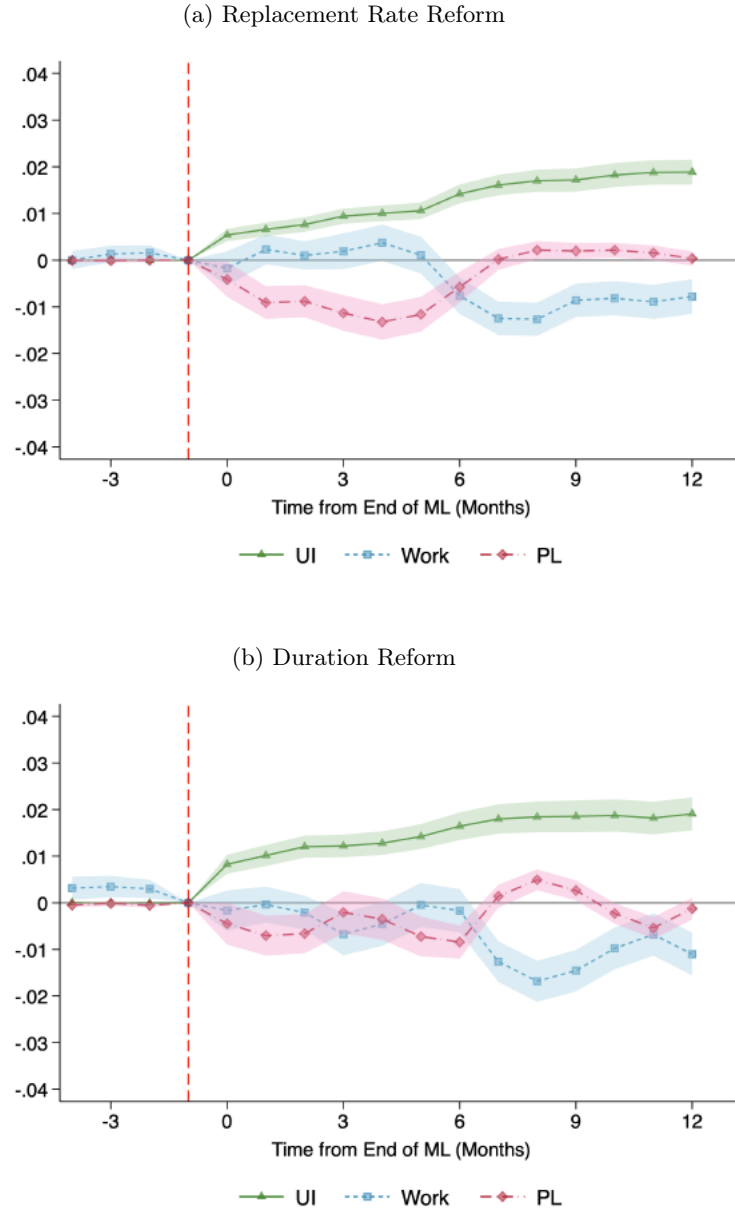 (a) Replacement Rate Reform
.04
.03
.02
.01
0
-.01
-.02
-.03
-.04
-3 0 3 6 9 12
Time from End of ML (Months)
UI Work PL
(b) Duration Reform
.04
.03
.02
.01
0
-.01
-.02
-.03
-.04
-3 0 3 6 9 12
Time from End of ML (Months)
UI Work PL